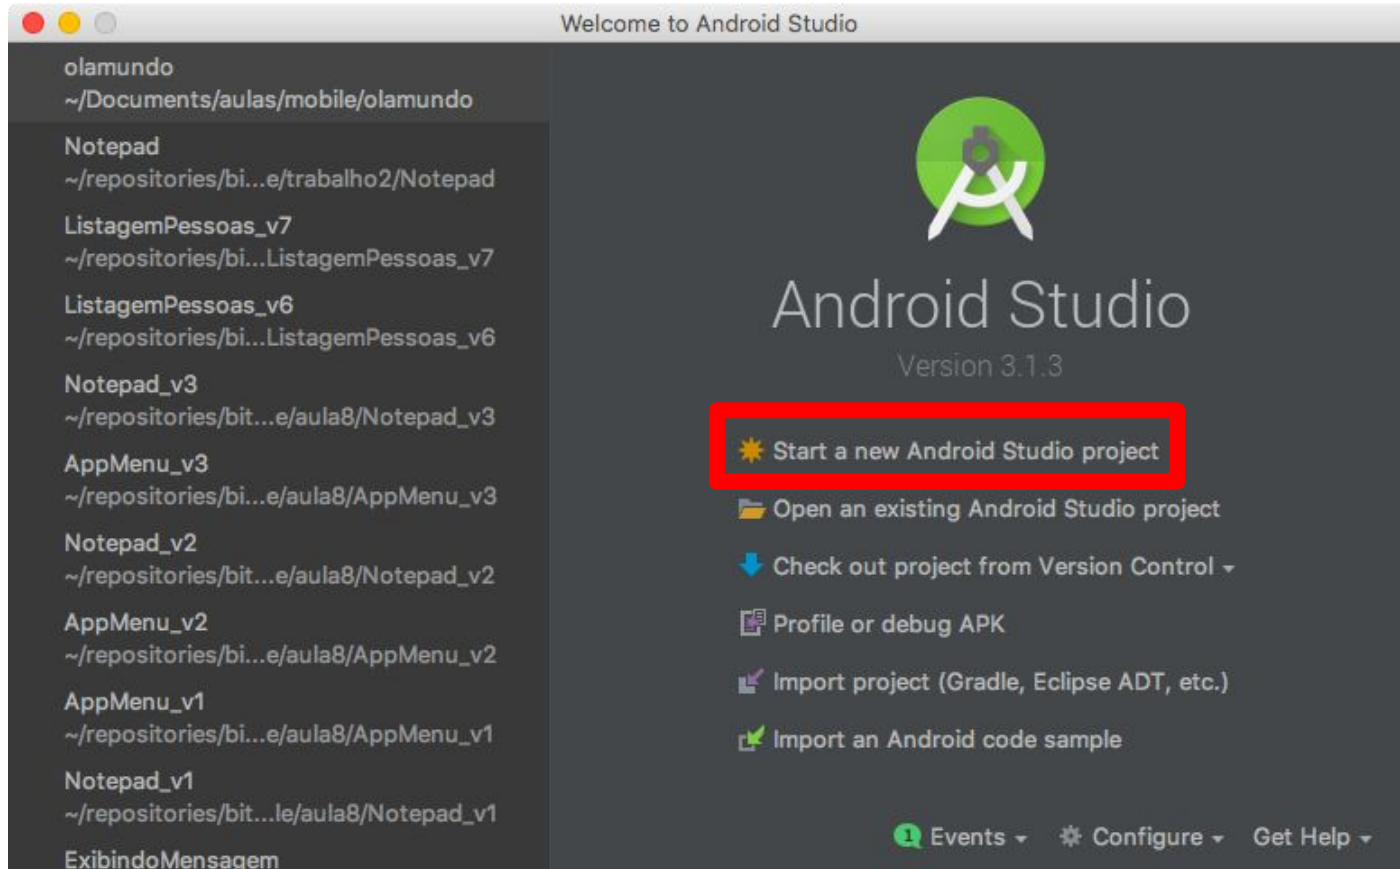 Welcome to Android Studio
olamundo
~/Documents/aulas/mobile/olamundo
Notepad
~/repositories/bi...e/trabalho2/Notepad
ListagemPessoas_v7
~/repositories/bi...ListagemPessoas_v7
ListagemPessoas_v6
~/repositories/bi...ListagemPessoas_v6
Notepad_v3
~/repositories/bit...e/aula8/Notepad_v3
AppMenu_v3
~/repositories/bi...e/aula8/AppMenu_v3
Notepad_v2
~/repositories/bit...e/aula8/Notepad_v2
AppMenu_v2
~/repositories/bi...e/aula8/AppMenu_v2
AppMenu_v1
~/repositories/bi...e/aula8/AppMenu_v1
Notepad_v1
~/repositories/bit...le/aula8/Notepad_v1
ExibindoMensagem
Android Studio
Version 3.1.3
Start a new Android Studio project
Open an existing Android Studio project
Check out project from Version Control
Profile or debug APK
Import project (Gradle, Eclipse ADT, etc.)
Import an Android code sample
1 Events Configure Get Help